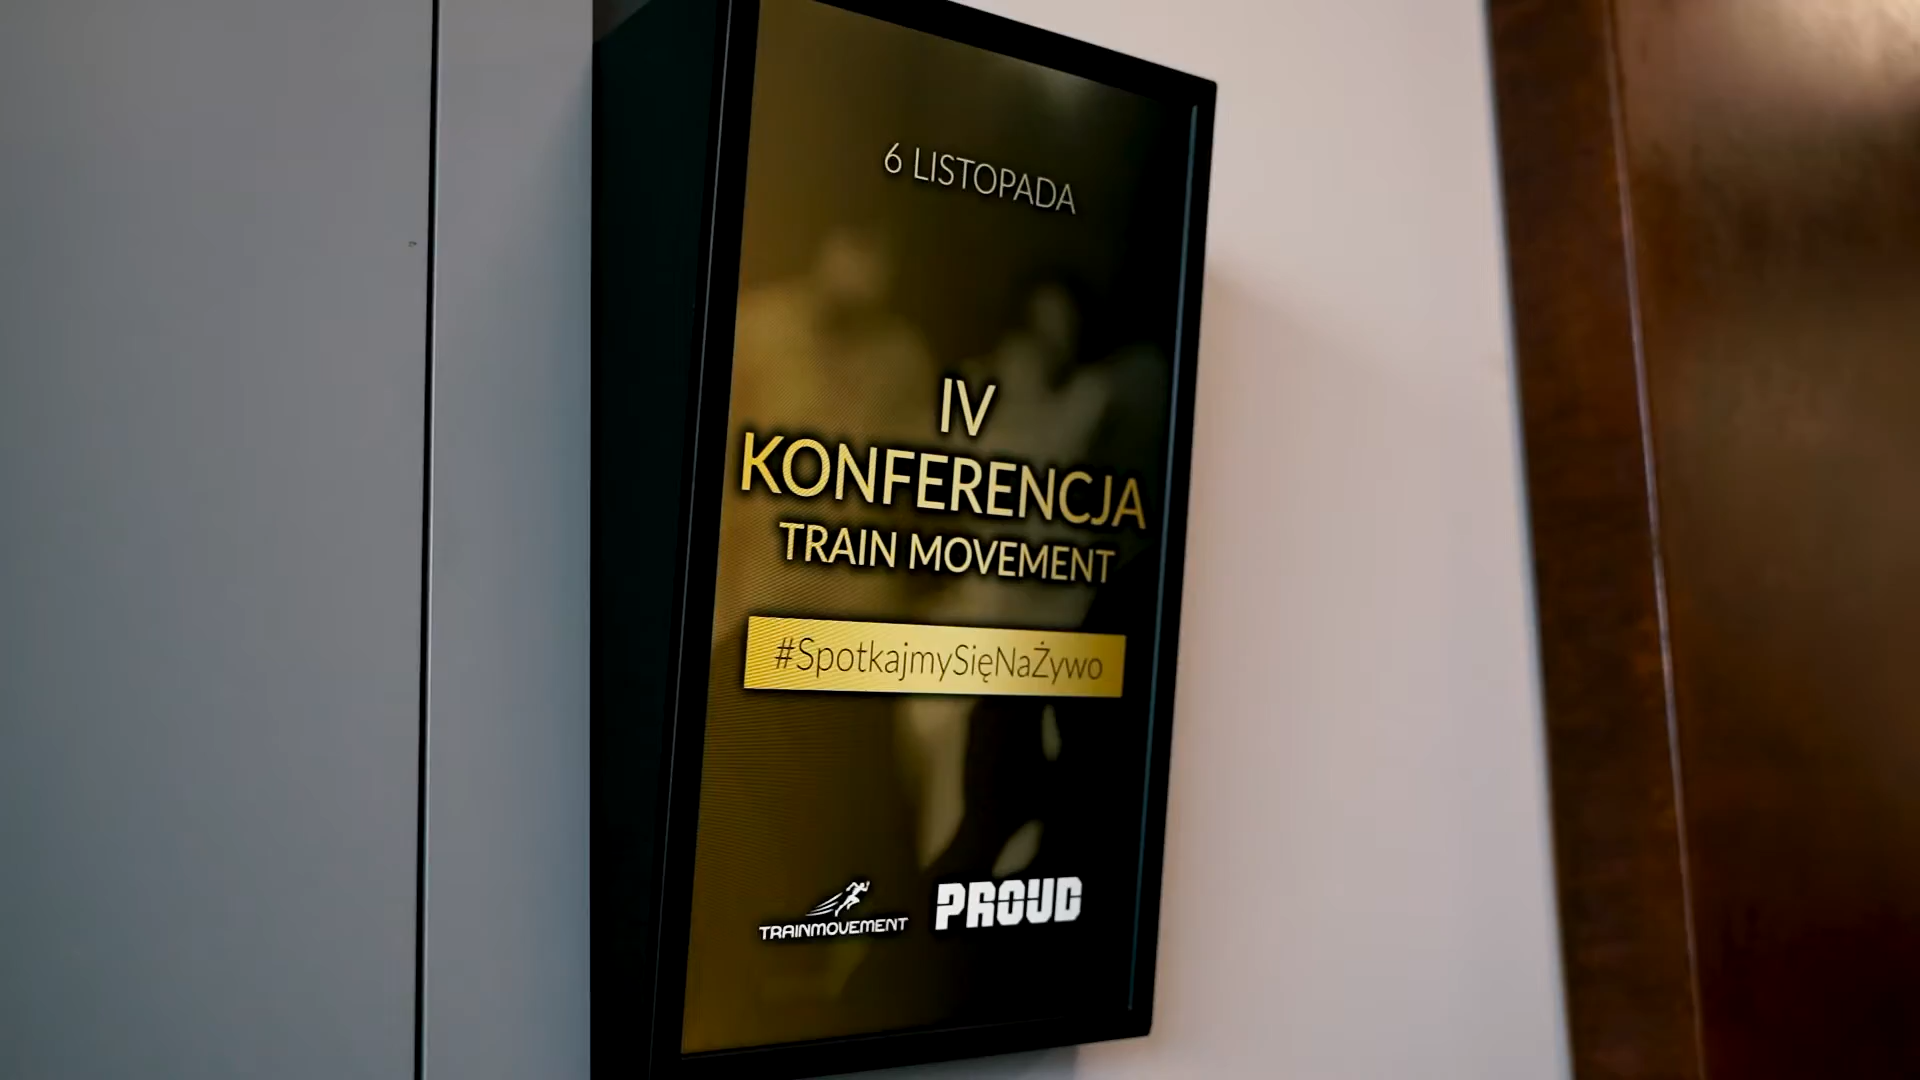 6 LISTOPADA
IV
KONFERENCJA
TRAIN MOVEMENT
#SpotkajmySięNaŻywo
TRAINMOVEMENT
PROUD